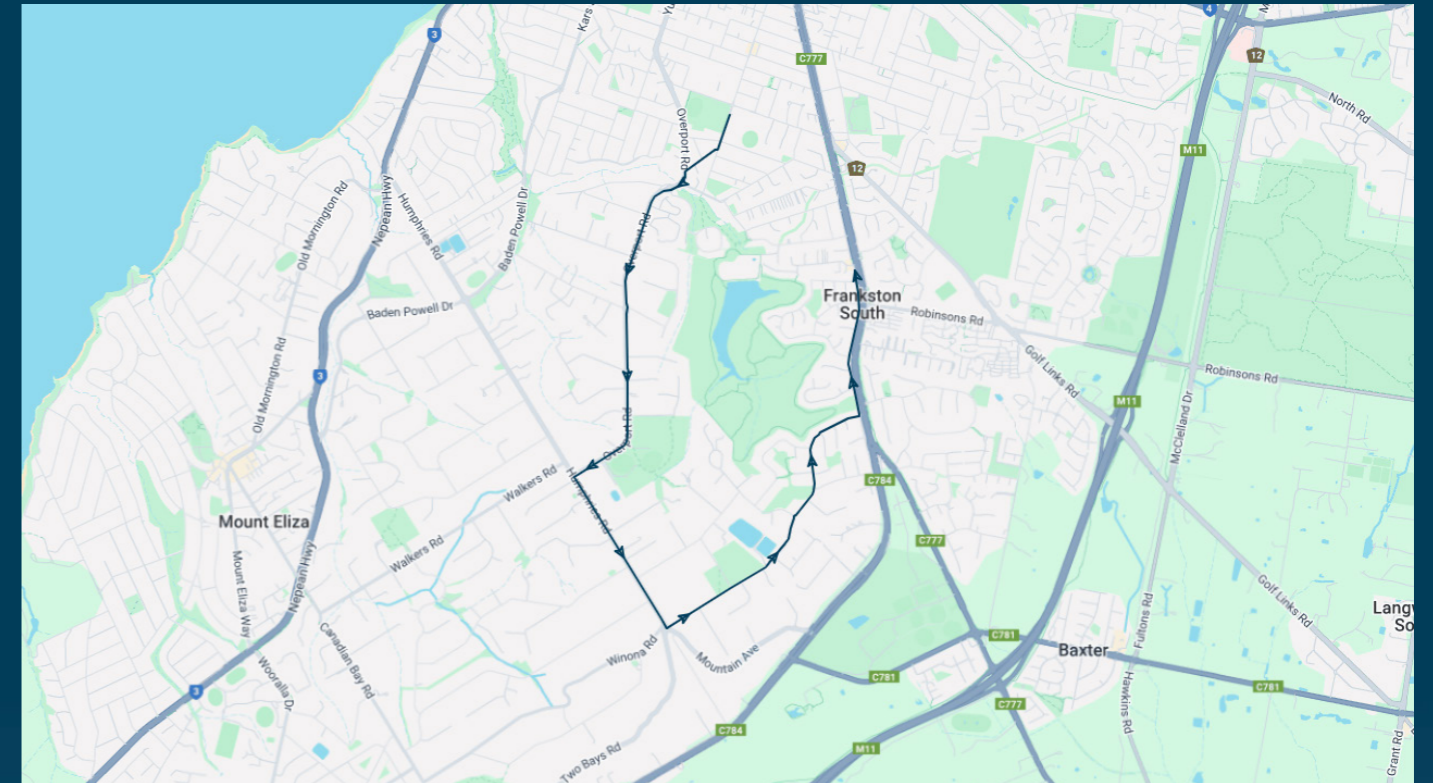 3
Kars
4
12
C777
North Rd
Overport Rd
M11
12
Old Mornington Rd
Nepean Hwy
Humphries Rd
Baden Powell Dr
Overport Rd
Frankston
South
Robinsons Rd
Baden Powell Dr
Golf Links Rd
Robinsons Rd
3
Old Mornington Rd
M11
McClelland Dr
Overport Rd
Walkers Rd
Humphries Rd
C784
Mount Eliza
C777
Walkers Rd
Nepean Hwy
Mount Eliza Way
Golf Links Rd
Fultons Rd
Canadian Bay Rd
Winona Rd
Mountain Ave
C781
Baxter
Wooralla Dr
C781
C781
Hawkins Rd
3
C777
C784
M11
Two Bays Rd
Grant Rd